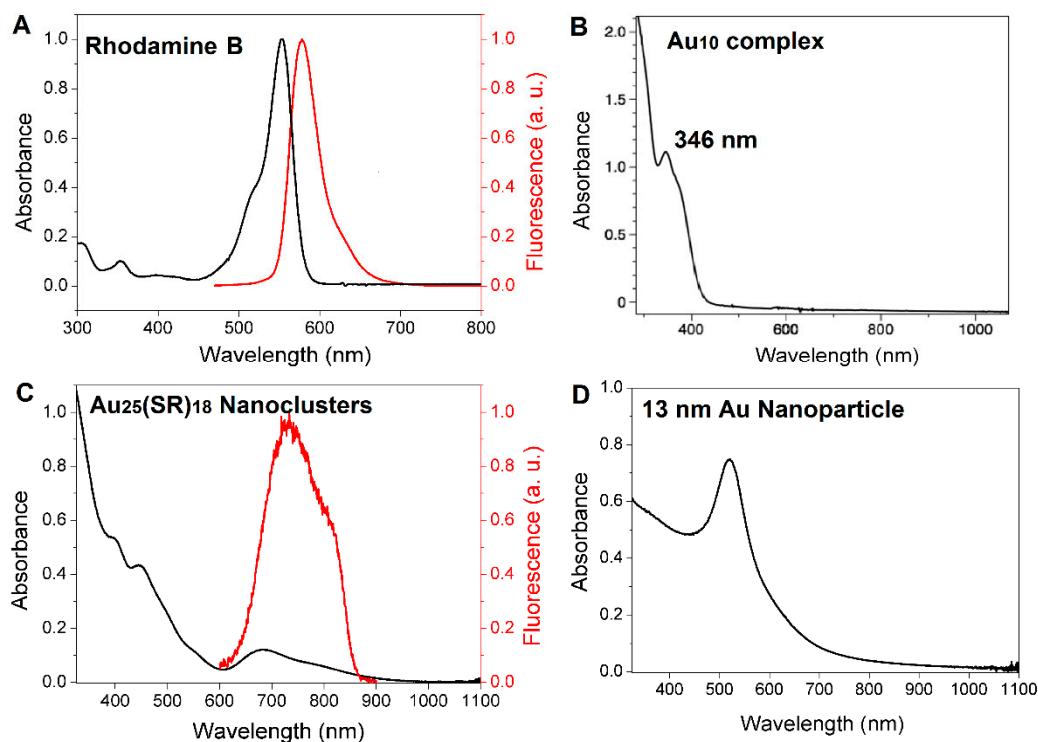 A
Rhodamine B
1.0
0.8
0.6
0.4
0.2
0.0
Absorbance
1.0
0.8
0.6
0.4
0.2
0.0
Fluorescence (a. u.)
300 400 500 600 700 800
Wavelength (nm)
B
Au10 complex
346 nm
2.0
1.5
1.0
0.5
0
Absorbance
400 600 800 1000
Wavelength (nm)
C
Au25(SR)18 Nanoclusters
1.0
0.8
0.6
0.4
0.2
0.0
Absorbance
1.0
0.8
0.6
0.4
0.2
0.0
Fluorescence (a. u.)
400 500 600 700 800 900 1000 1100
Wavelength (nm)
D
13 nm Au Nanoparticle
1.0
0.8
0.6
0.4
0.2
0.0
Absorbance
400 500 600 700 800 900 1000 1100
Wavelength (nm)